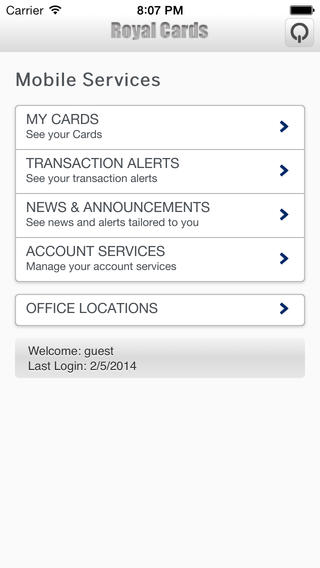 Carrier 8:07 PM
Royal Cards
Mobile Services
MY CARDS
See your Cards
TRANSACTION ALERTS
See your transaction alerts
NEWS & ANNOUNCEMENTS
See news and alerts tailored to you
ACCOUNT SERVICES
Manage your account services
OFFICE LOCATIONS
Welcome: guest
Last Login: 2/5/2014